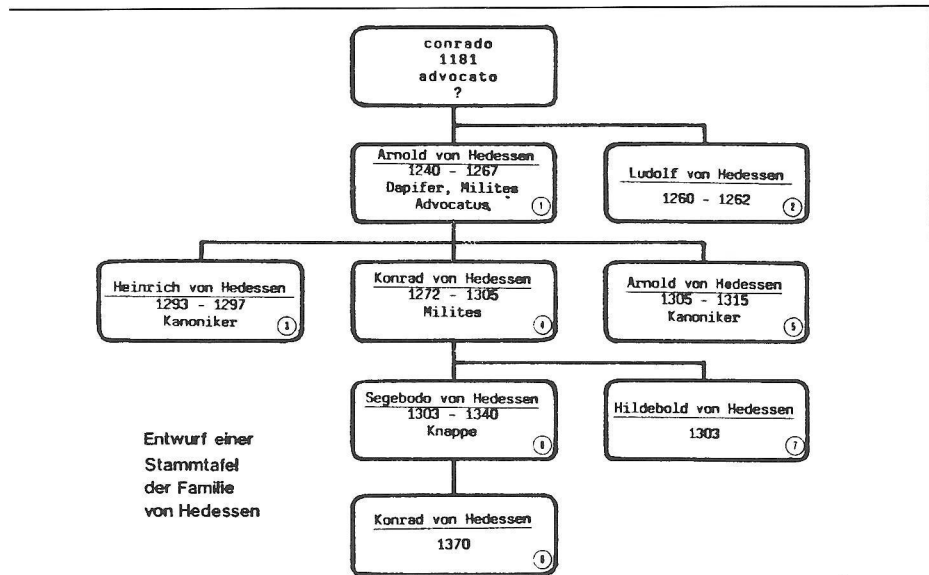 conrado
1181
advocato
?
Arnold von Hedessen
1240 - 1267
Dapifer, Milites
Advocatus
1
Ludolf von Hedessen
1260 - 1262
2
Heinrich von Hedessen
1293 - 1297
Kanoniker
3
Konrad von Hedessen
1272 - 1305
Milites
4
Arnold von Hedessen
1305 - 1315
Kanoniker
5
Segebodo von Hedessen
1303 - 1340
Knappe
Hildebold von Hedessen
1303
7
Entwurf einer
Stammtafel
der Familie
von Hedessen
Konrad von Hedessen
1370